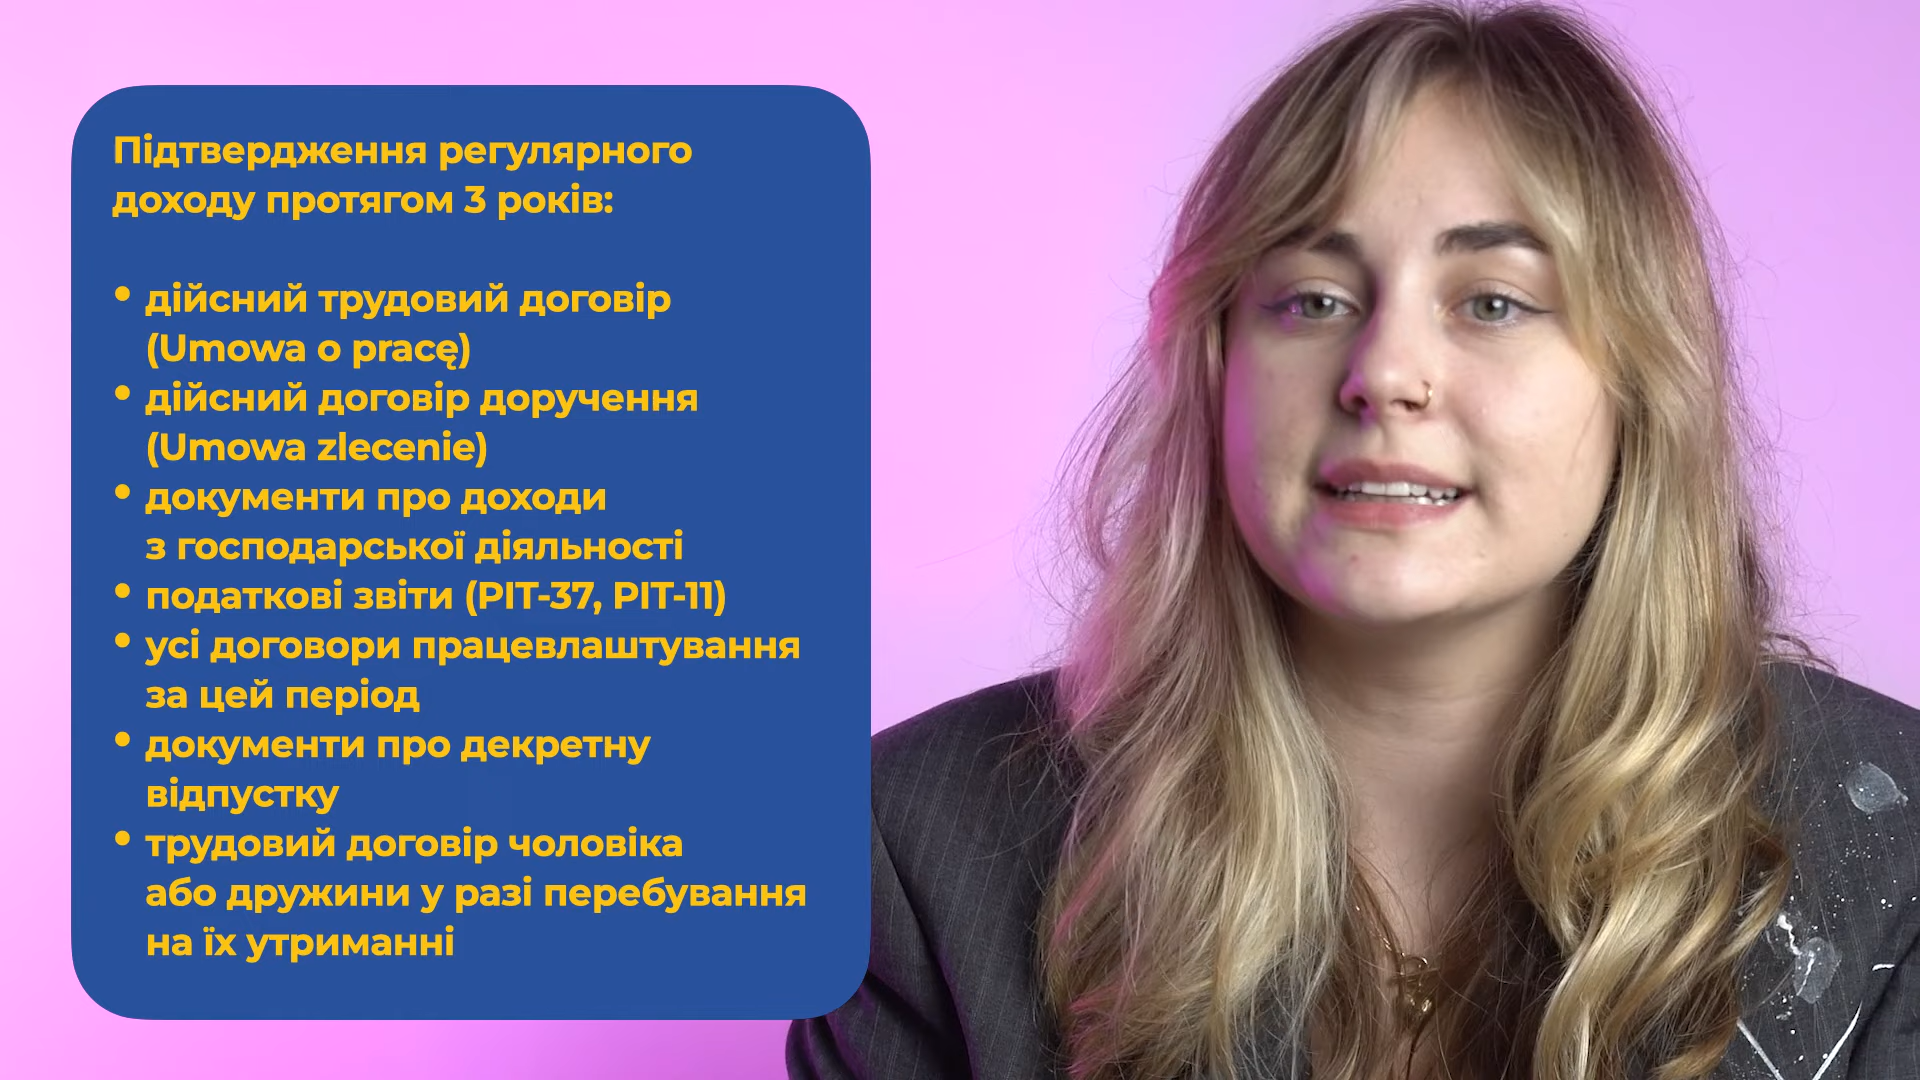 Підтвердження регулярного
доходу протягом 3 років:
• дійсний трудовий договір
(Umowa o pracę)
• дійсний договір доручення
(Umowa zlecenie)
• документи про доходи
з господарської діяльності
• податкові звіти (PIT-37, PIT-11)
• усі договори працевлаштування
за цей період
• документи про декретну
відпустку
• трудовий договір чоловіка
або дружини у разі перебування
на їх утриманні